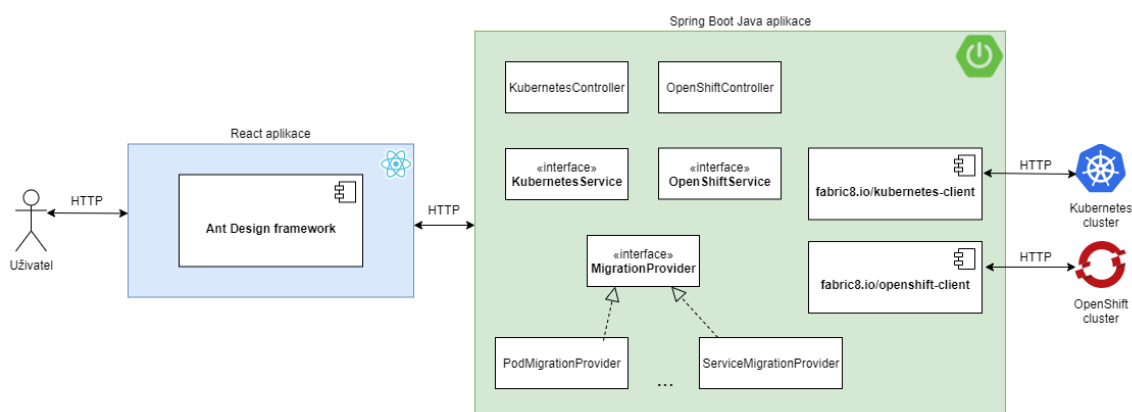 Spring Boot Java aplikace
KubernetesController
OpenShiftController
React aplikace
«interface»
KubernetesService
«interface»
OpenShiftService
fabric8.io/kubernetes-client
HTTP
Kubernetes
cluster
HTTP
Uživatel
Ant Design framework
HTTP
«interface»
MigrationProvider
fabric8.io/openshift-client
HTTP
OpenShift
cluster
PodMigrationProvider
...
ServiceMigrationProvider